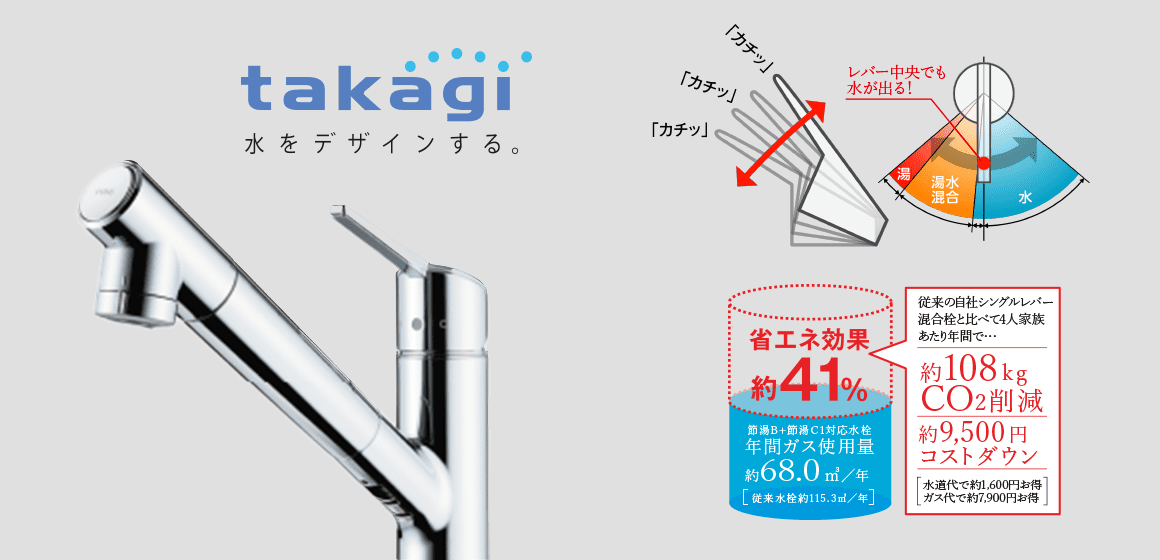 takagi
水をデザインする。
「カチッ」
「カチッ」
「カチッ」
レバー中央でも
水が出る!
湯
湯水
混合
水
省エネ効果
約41%
節湯B+節湯C1対応水栓
年間ガス使用量
約68.0㎥／年
[従来水栓約115.3㎥／年]
従来の自社シングルレバー
混合栓と比べて4人家族
あたり年間で…
約108kg
CO2削減
約9,500円
コストダウン
[水道代で約1,600円お得
ガス代で約7,900円お得]